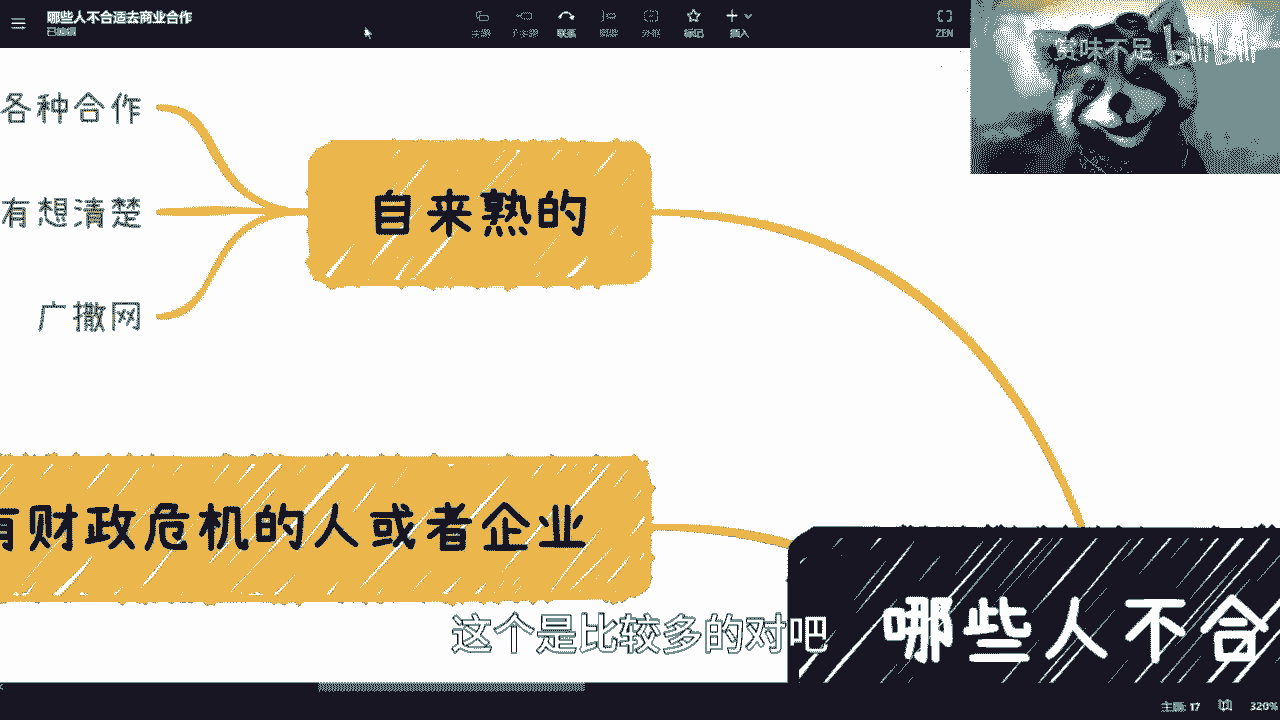 哪些人不合适去商业合作
已编辑
主题
子主题
联系
概要
外框
标记
插入
ZEN
赏味不足 bilibili
各种合作
有想清楚
广撒网
自来熟的
有财政危机的人或者企业
哪些人不合
这个是比较多的对吧
主题: 17
320%